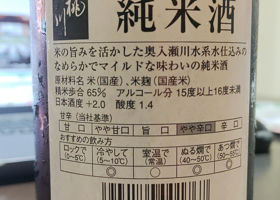 川 桃
純米酒
米の旨みを活かした奥入瀬川水系水仕込みの
なめらかでマイルドな味わいの純米酒
原材料名 米(国産)、米麹(国産米)
精米歩合 65% アルコール分 15度以上16度未満
日本酒度 +2.0 酸度 1.4
甘辛(当社基準)
甘口 やや甘口 旨口 やや辛口 辛口
おすすめの飲み方
ロックで(0℃) 冷やして(5〜10℃) 室温で(常温) ぬる燗で(40〜45℃) あつ燗で(50℃)
○ ◎ ○ ◎ ○